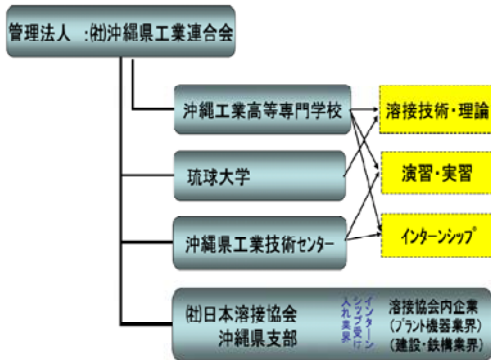 管理法人 :㈳沖縄県工業連合会
沖縄工業高等専門学校
溶接技術・理論
琉球大学
演習・実習
沖縄県工業技術センター
インターンシップ
㈳日本溶接協会
沖縄県支部
インターン
シップ受け
入れ業界
溶接協会内企業
(プラント機器業界)
(建設・鉄構業界)